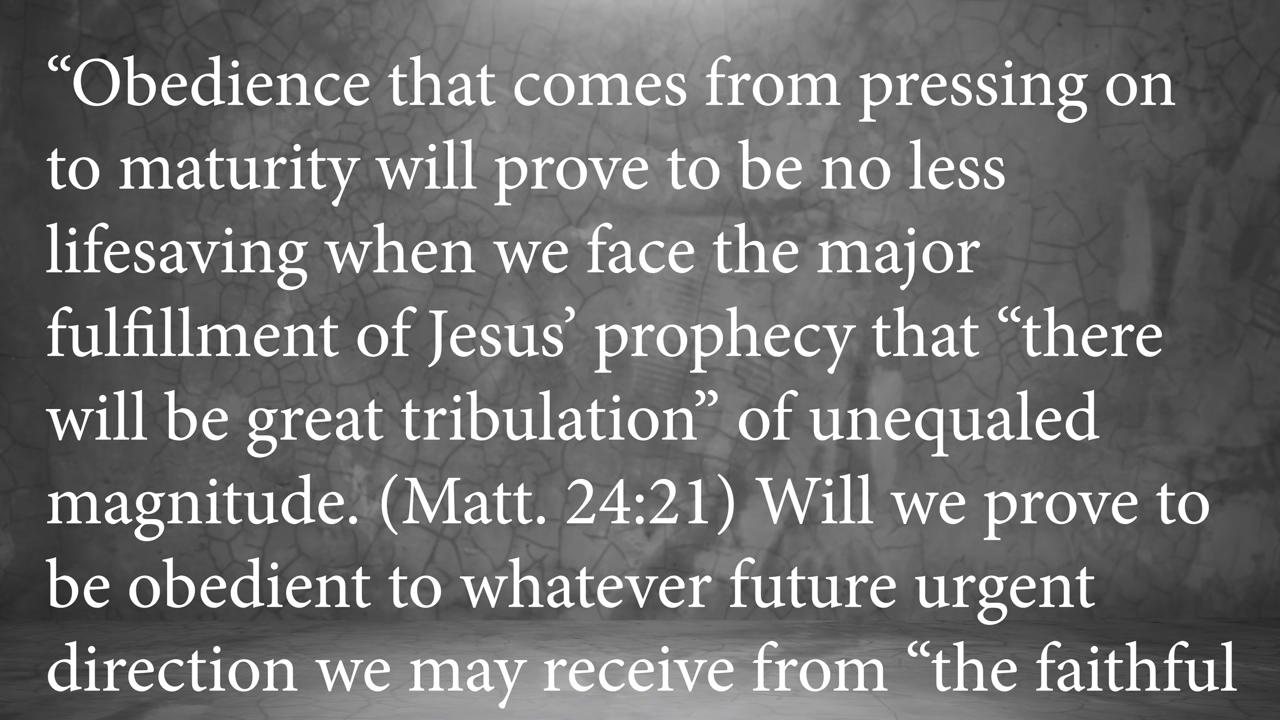 “Obedience that comes from pressing on
to maturity will prove to be no less
lifesaving when we face the major
fulfillment of Jesus’ prophecy that “there
will be great tribulation” of unequaled
magnitude. (Matt. 24:21) Will we prove to
be obedient to whatever future urgent
direction we may receive from “the faithful